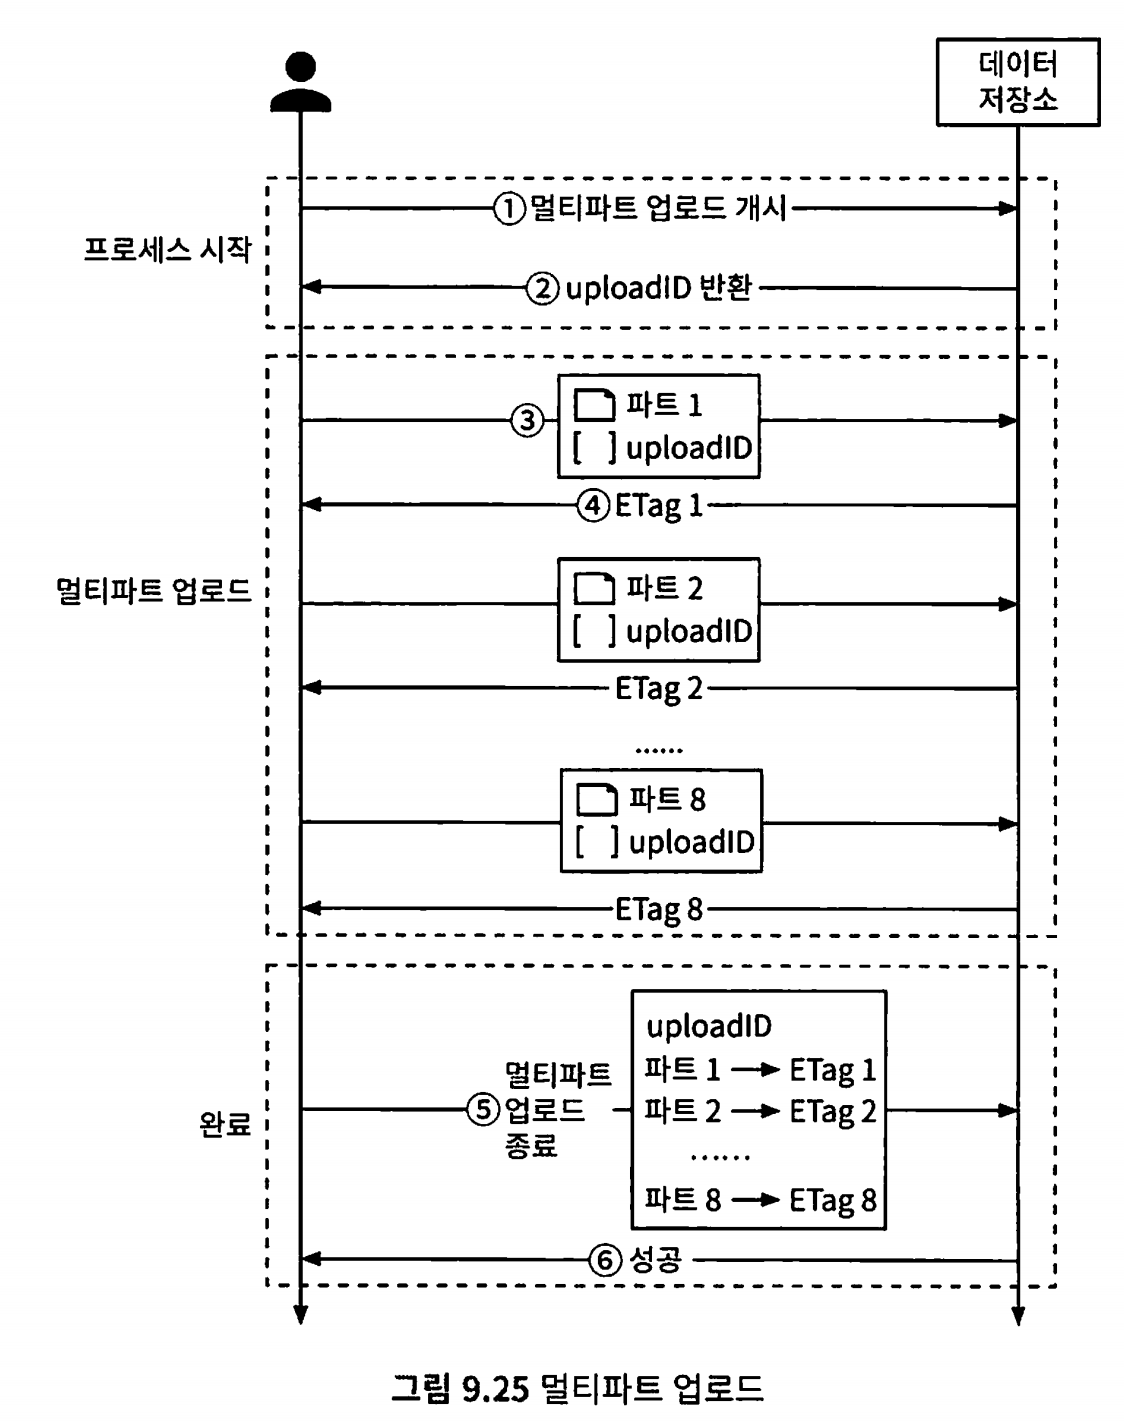 데이터
저장소
프로세스 시작
① 멀티파트 업로드 개시
② uploadID 반환
멀티파트 업로드
③
파트 1
[ ] uploadID
④ ETag 1
파트 2
[ ] uploadID
ETag 2
......
파트 8
[ ] uploadID
ETag 8
완료
⑤ 멀티파트
업로드
종료
uploadID
파트 1 → ETag 1
파트 2 → ETag 2
......
파트 8 → ETag 8
⑥ 성공
그림 9.25 멀티파트 업로드